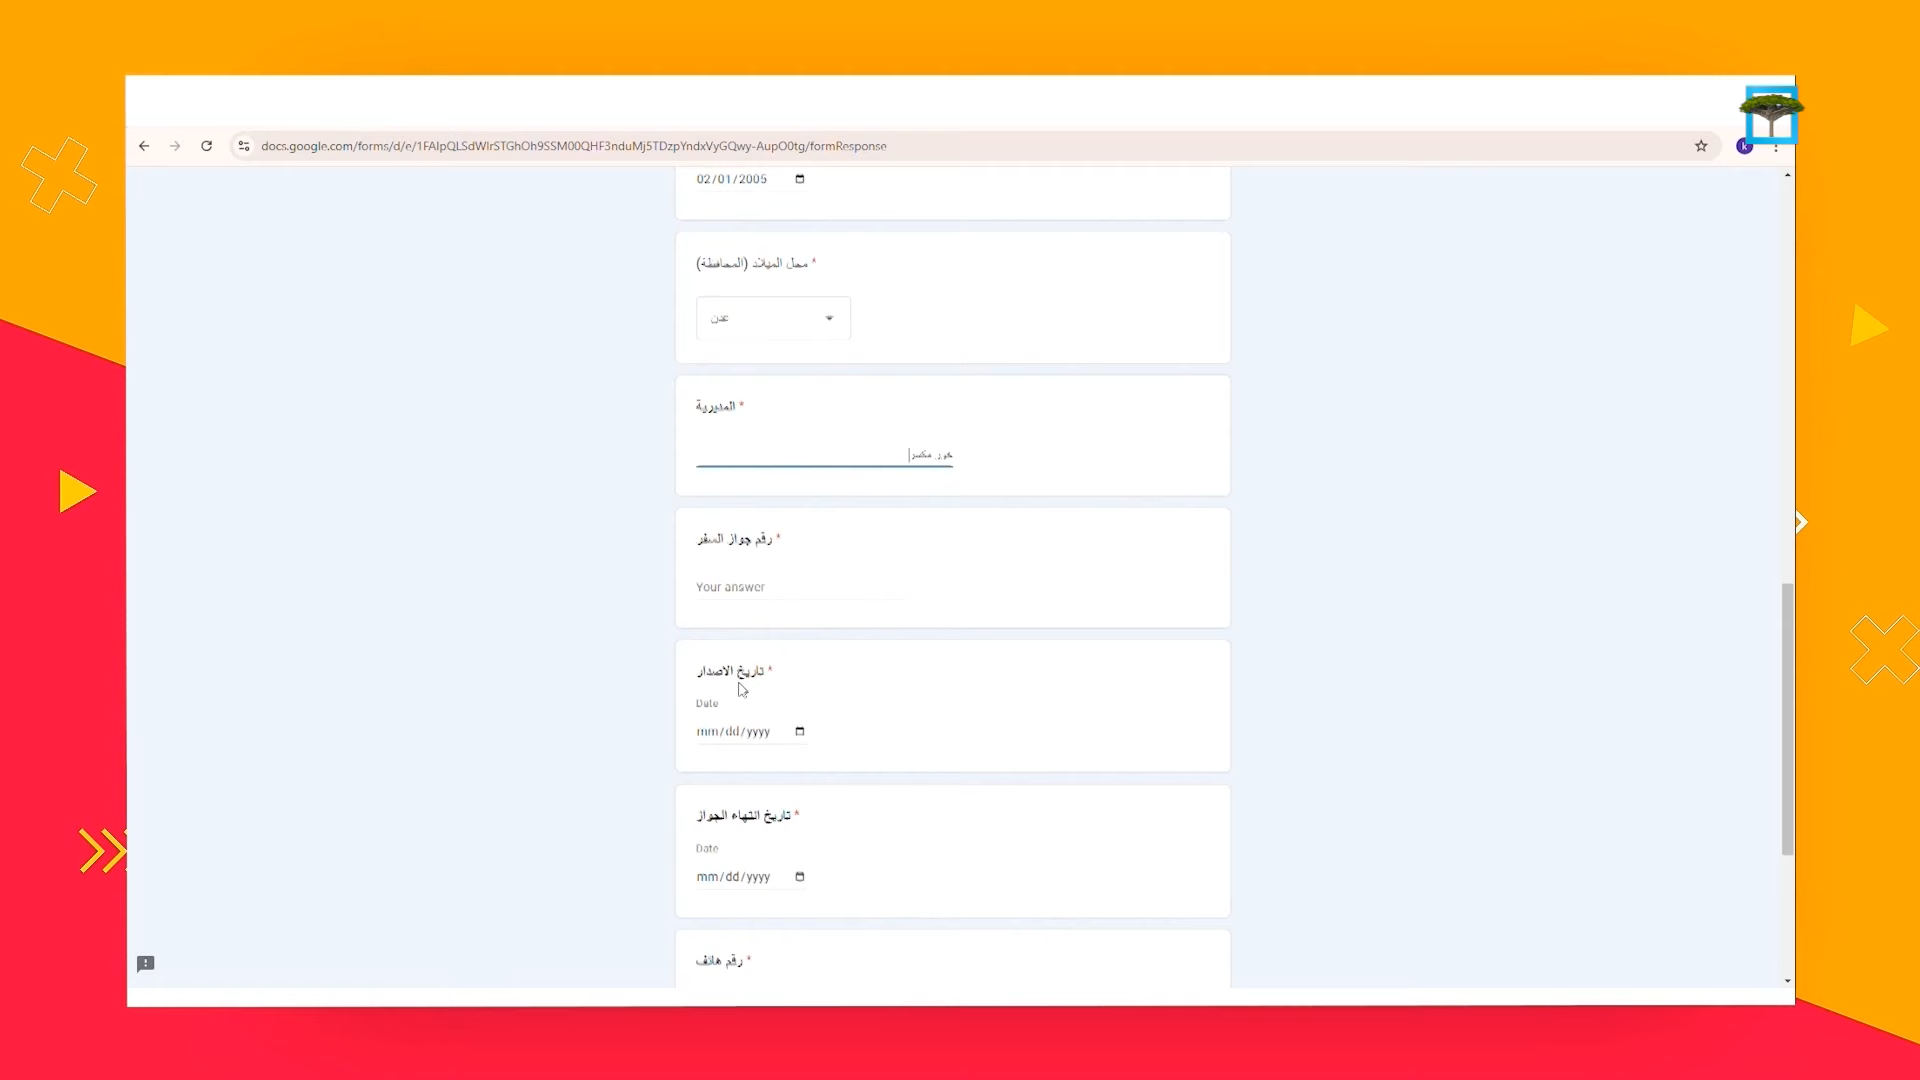 docs.google.com/forms/d/e/1FAIpQLSdWIrSTGhOh9SSM00QHF3nduMj5TDzpYndxVyGQwy-AupO0tg/formResponse
k
02/01/2005
محل الميلاد (المحافظة) *
عدن
المديرية *
خور مكسر
رقم جواز السفر *
Your answer
تاريخ الاصدار *
Date
mm/dd/yyyy
تاريخ انتهاء الجواز *
Date
mm/dd/yyyy
رقم هاتف *